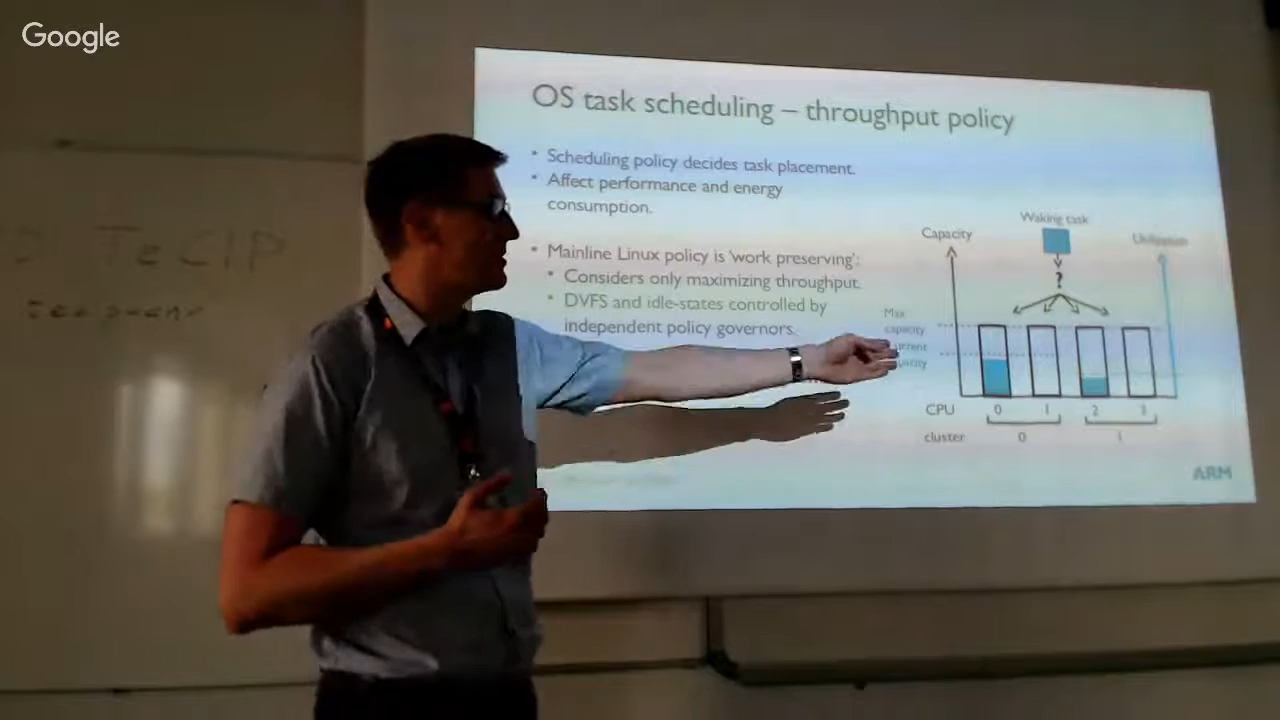 Google
OS task scheduling – throughput policy
• Scheduling policy decides task placement.
• Affect performance and energy
consumption.
• Mainline Linux policy is 'work preserving':
• Considers only maximizing throughput.
• DVFS and idle-states controlled by
independent policy governors.
Waking task
Capacity
Utilization
?
Max
capacity
CPU 0 1 2 3
cluster 0 1
ARM
TeCIP